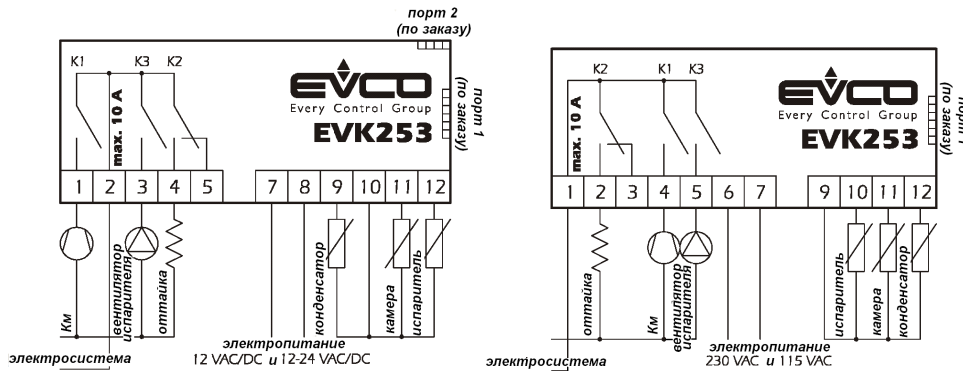 порт 2
(по заказу)
K1 K3 K2
max. 10 A
EVCO
Every Control Group
EVK253
порт 1
(по заказу)
1 2 3 4 5 7 8 9 10 11 12
Км
вентилятор
испарителя
оттайка
конденсатор
камера
испаритель
электросистема
электропитание
12 VAC/DC и 12-24 VAC/DC
K2 K1 K3
max. 10 A
EVCO
Every Control Group
EVK253
порт 1
(по заказу)
1 2 3 4 5 6 7 9 10 11 12
оттайка
Км
вентилятор
испарителя
испаритель
камера
конденсатор
электросистема
электропитание
230 VAC и 115 VAC